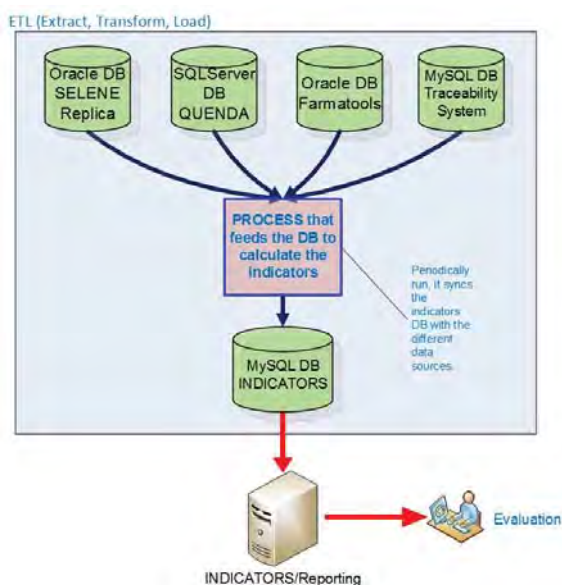 ETL (Extract, Transform, Load)
Oracle DB
SELENE
Replica
SQLServer
DB
QUENDA
Oracle DB
Farmatools
MySQL DB
Traceability
System
PROCESS that
feeds the DB to
calculate the
indicators
Periodically
run, it syncs
the
indicators
DB with the
different
data
sources.
MySQL DB
INDICATORS
Evaluation
INDICATORS/Reporting